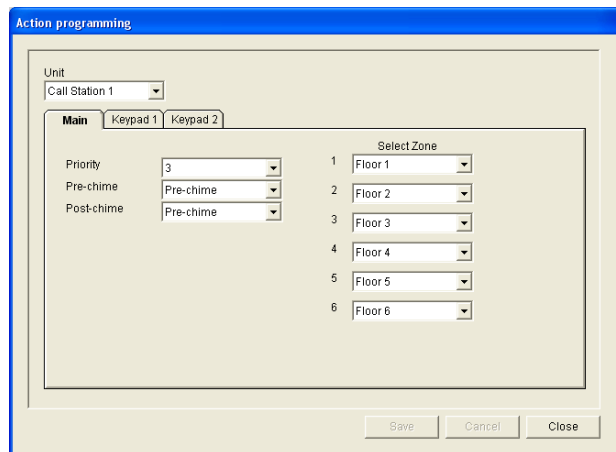 Action programming
Unit
Call Station 1
Main Keypad 1 Keypad 2
Select Zone
Priority 3 1 Floor 1
Pre-chime Pre-chime 2 Floor 2
Post-chime Pre-chime 3 Floor 3
4 Floor 4
5 Floor 5
6 Floor 6
Save Cancel Close